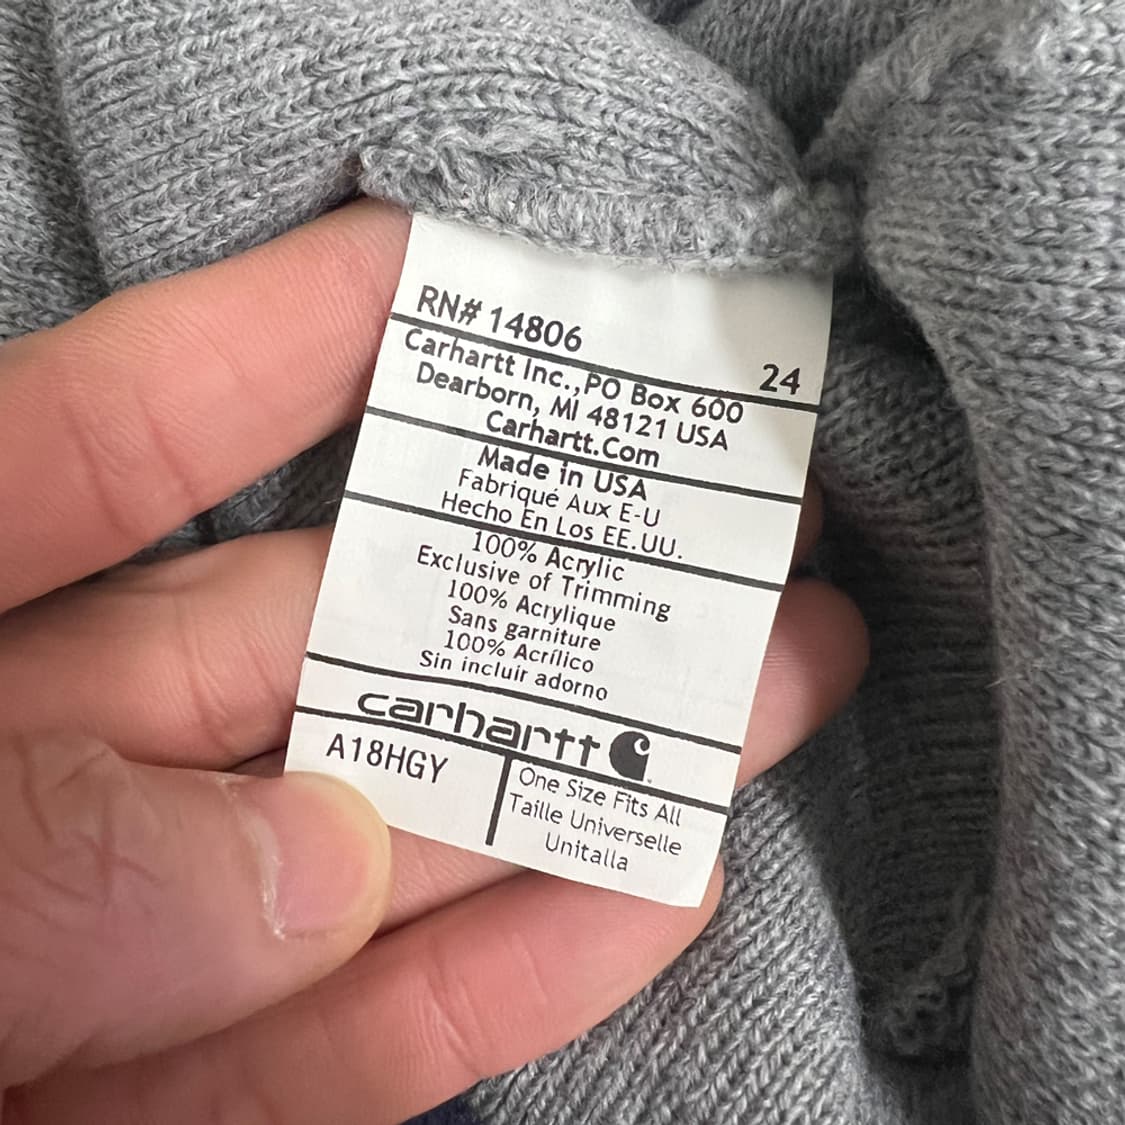 RN# 14806
24
Carhartt Inc.,PO Box 600
Dearborn, MI 48121 USA
Carhartt.Com
Made in USA
Fabriqué Aux E-U
Hecho En Los EE.UU.
100% Acrylic
Exclusive of Trimming
100% Acrylique
Sans garniture
100% Acrílico
Sin incluir adorno
carhartt
A18HGY
One Size Fits All
Taille Universelle
Unitalla